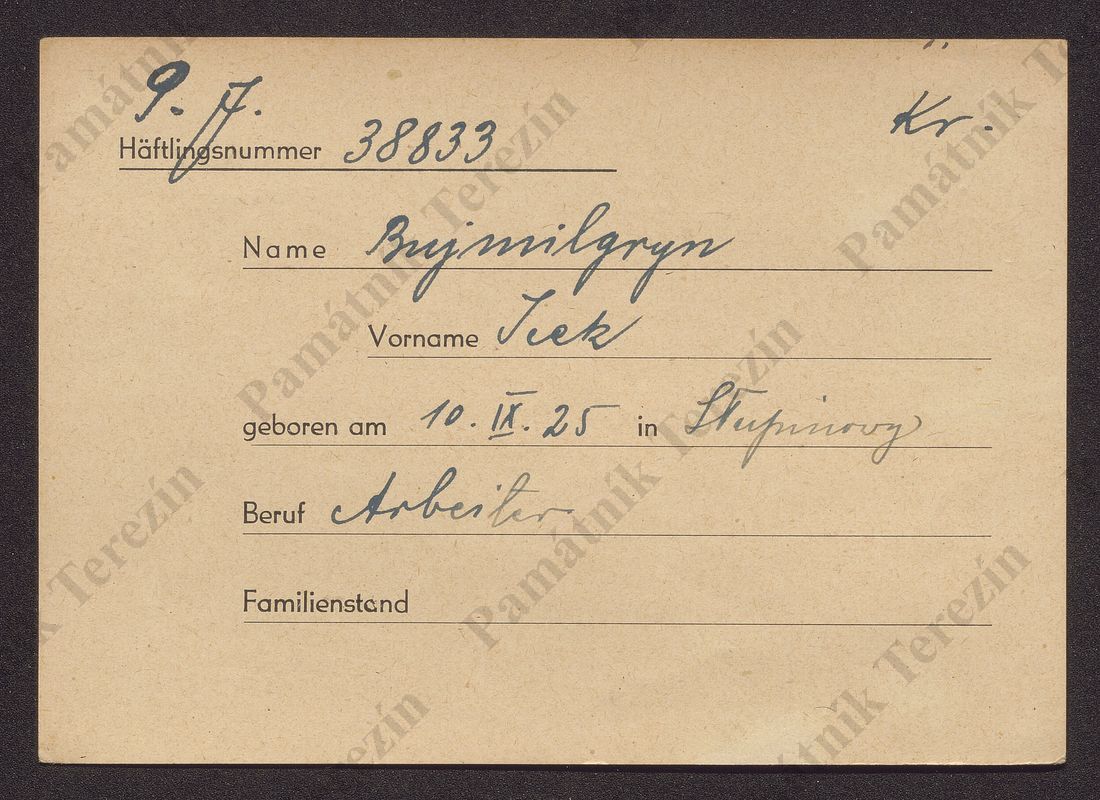 9. J. Kr.
Häftlingsnummer 38833
Name Bujmilgryn
Vorname Icek
geboren am 10. IX. 25 in Słupinowy
Beruf Arbeiter
Familienstand
Památník Terezín